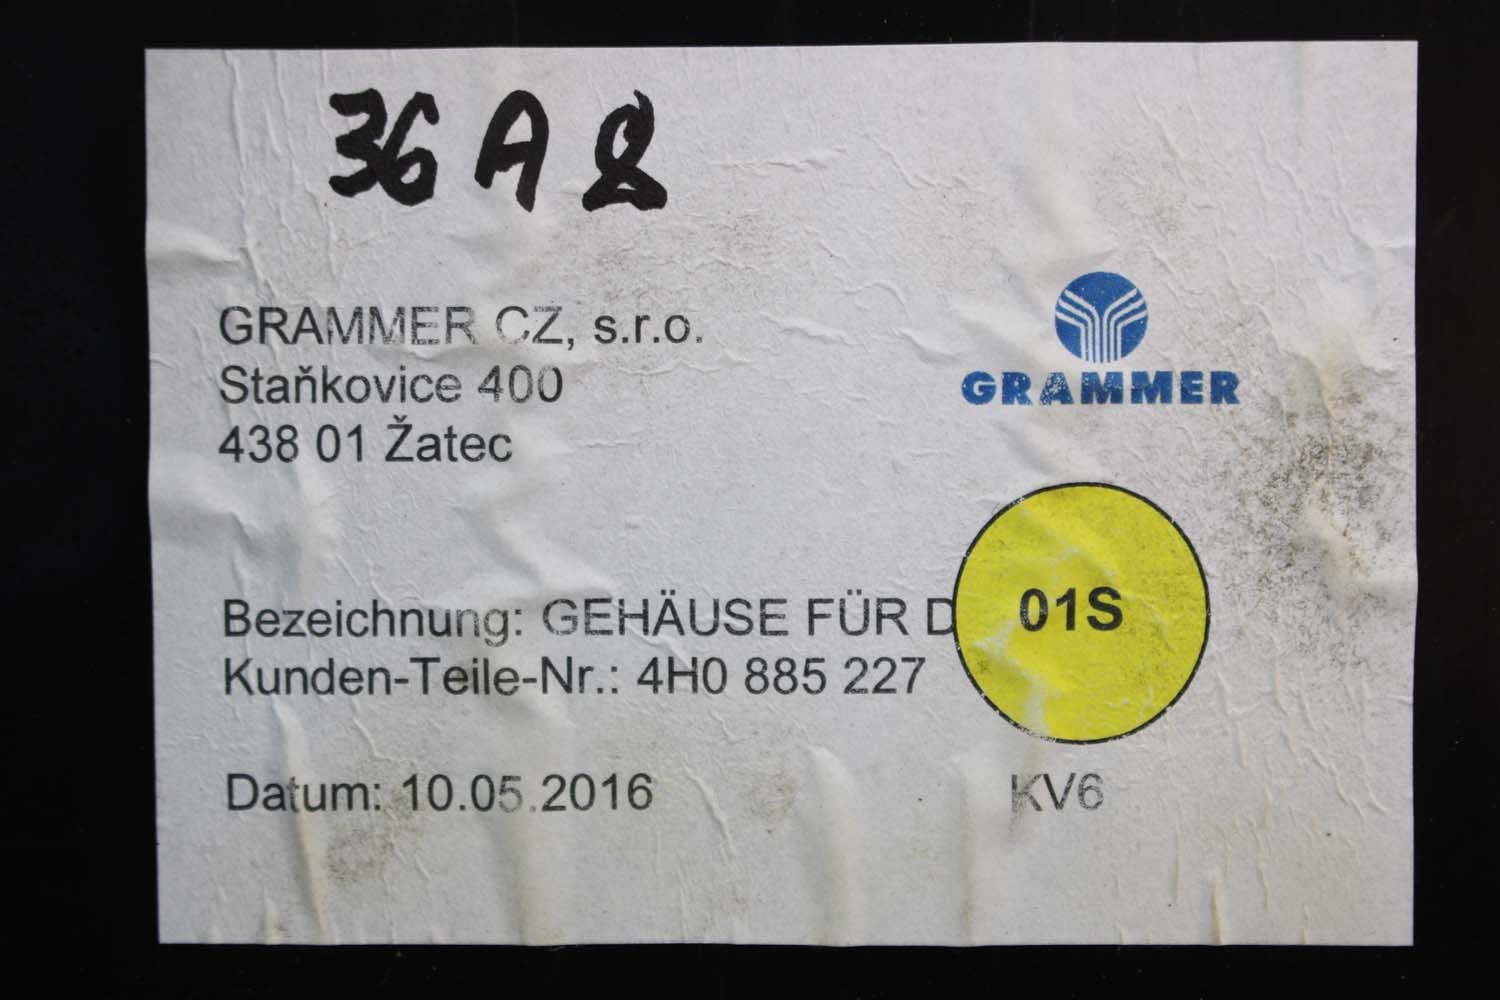 36 A 8
GRAMMER CZ, s.r.o.
Staňkovice 400
438 01 Žatec
GRAMMER
Bezeichnung: GEHÄUSE FÜR D
01S
Kunden-Teile-Nr.: 4H0 885 227
Datum: 10.05.2016
KV6